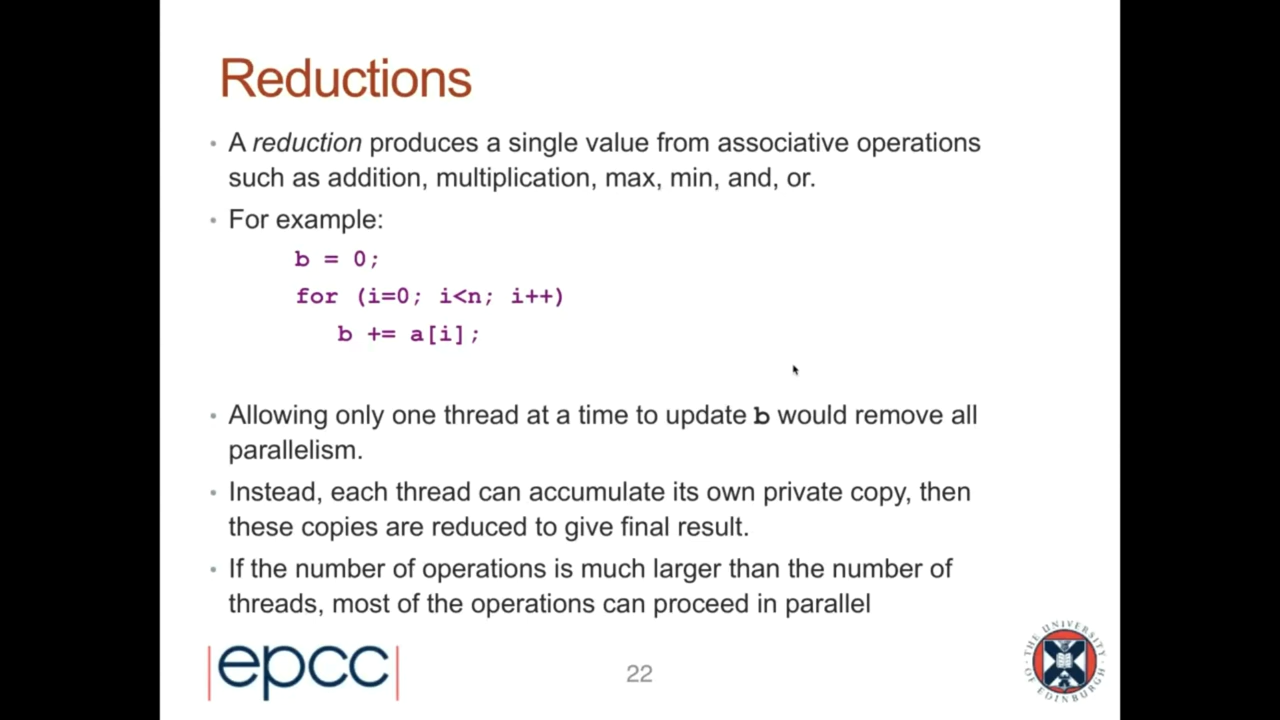 Reductions
• A reduction produces a single value from associative operations
such as addition, multiplication, max, min, and, or.
• For example:
b = 0;
for (i=0; i<n; i++)
b += a[i];
• Allowing only one thread at a time to update b would remove all
parallelism.
• Instead, each thread can accumulate its own private copy, then
these copies are reduced to give final result.
• If the number of operations is much larger than the number of
threads, most of the operations can proceed in parallel
epcc
22
THE UNIVERSITY OF EDINBURGH